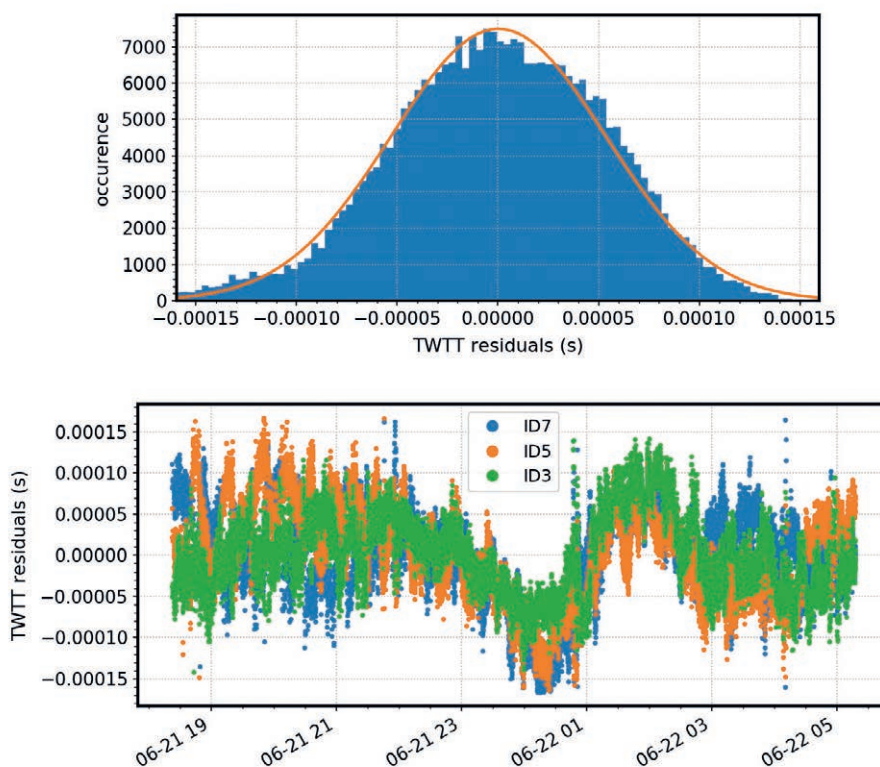 7000
6000
5000
4000
3000
2000
1000
0
occurence
−0.00015 −0.00010 −0.00005 0.00000 0.00005 0.00010 0.00015
TWTT residuals (s)
ID7
ID5
ID3
0.00015
0.00010
0.00005
0.00000
−0.00005
−0.00010
−0.00015
TWTT residuals (s)
06-21 19 06-21 21 06-21 23 06-22 01 06-22 03 06-22 05